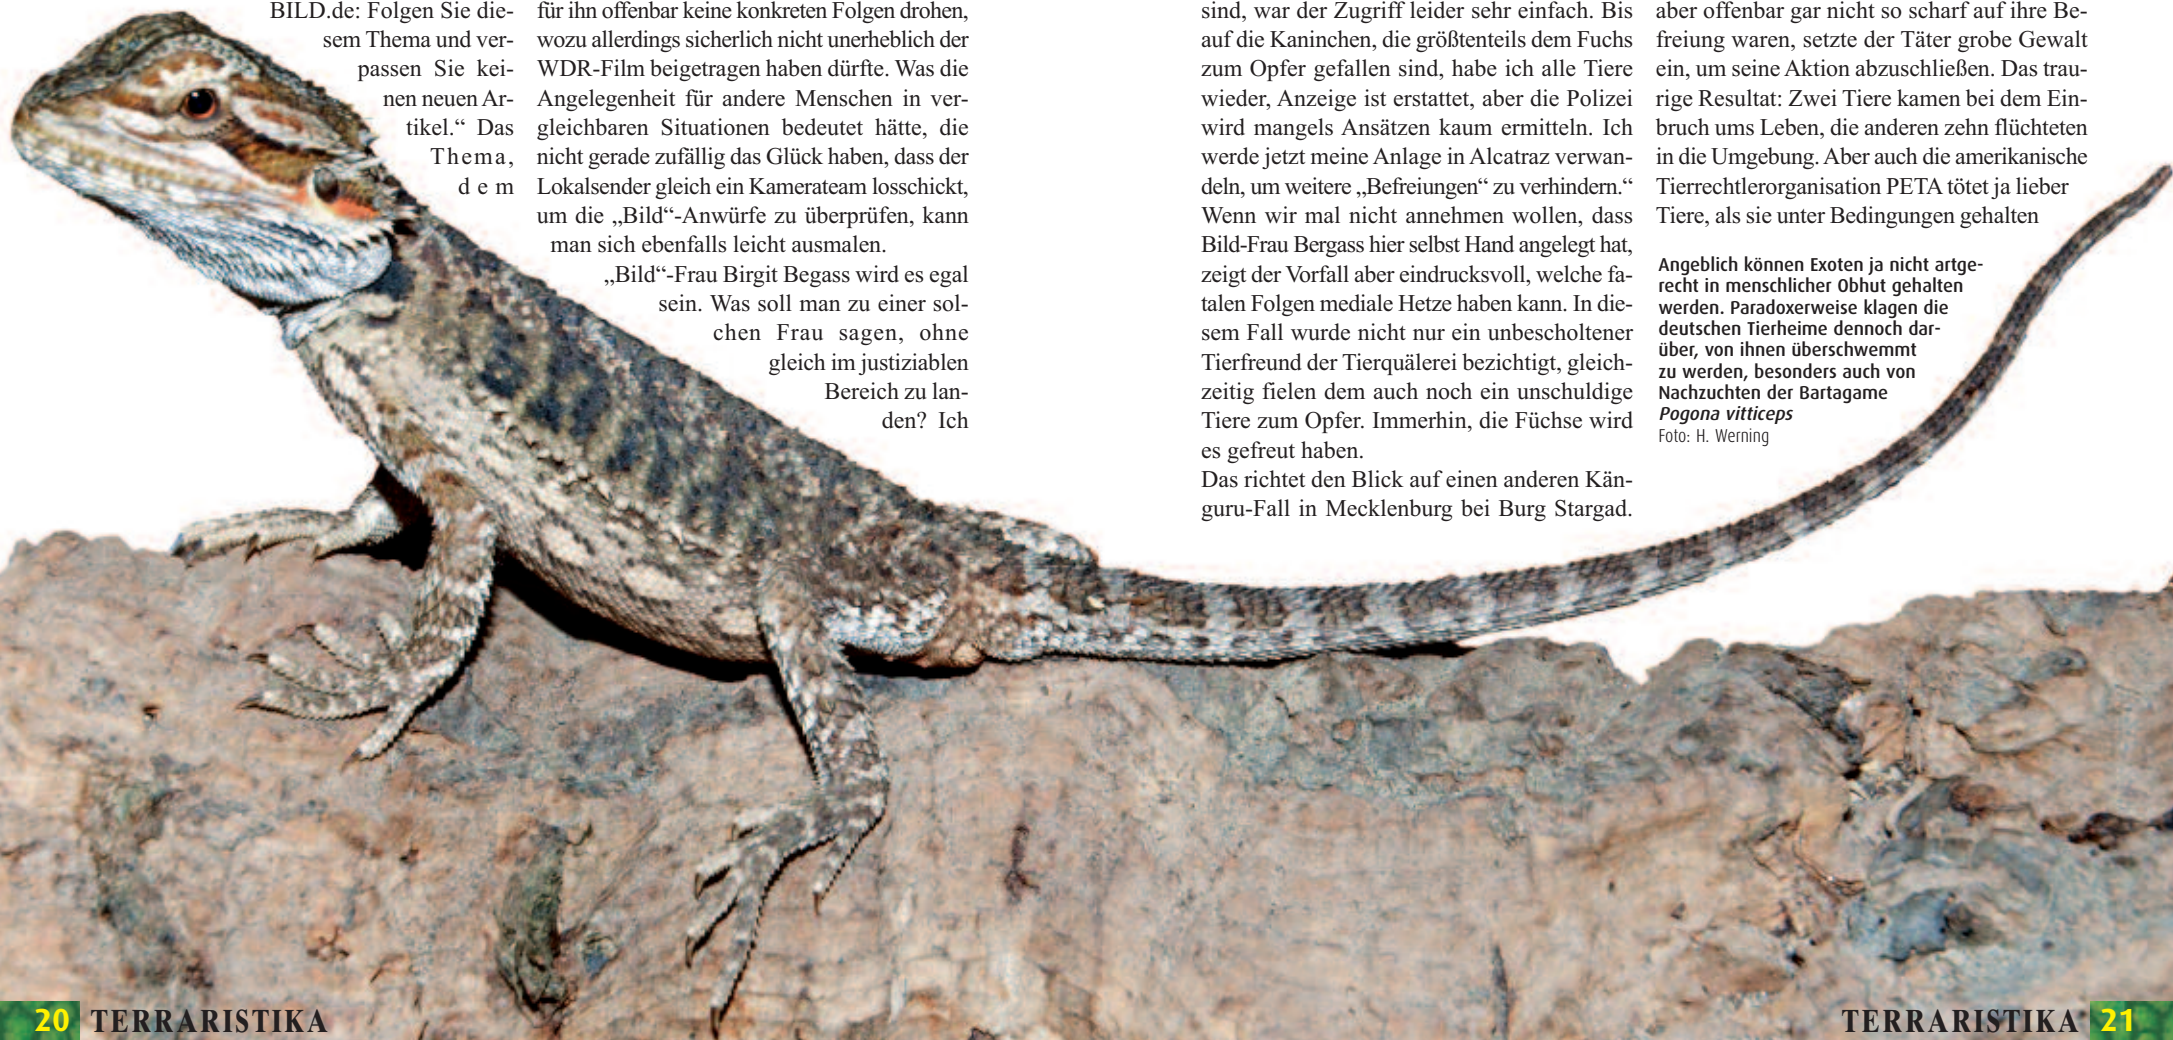 BILD.de: Folgen Sie die-
sem Thema und ver-
passen Sie kei-
nen neuen Ar-
tikel.“ Das
Thema,
dem
für ihn offenbar keine konkreten Folgen drohen,
wozu allerdings sicherlich nicht unerheblich der
WDR-Film beigetragen haben dürfte. Was die
Angelegenheit für andere Menschen in ver-
gleichbaren Situationen bedeutet hätte, die
nicht gerade zufällig das Glück haben, dass der
Lokalsender gleich ein Kamerateam losschickt,
um die „Bild“-Anwürfe zu überprüfen, kann
man sich ebenfalls leicht ausmalen.
„Bild“-Frau Birgit Begass wird es egal
sein. Was soll man zu einer sol-
chen Frau sagen, ohne
gleich im justiziablen
Bereich zu lan-
den? Ich
sind, war der Zugriff leider sehr einfach. Bis
auf die Kaninchen, die größtenteils dem Fuchs
zum Opfer gefallen sind, habe ich alle Tiere
wieder, Anzeige ist erstattet, aber die Polizei
wird mangels Ansätzen kaum ermitteln. Ich
werde jetzt meine Anlage in Alcatraz verwan-
deln, um weitere „Befreiungen“ zu verhindern.“
Wenn wir mal nicht annehmen wollen, dass
Bild-Frau Bergass hier selbst Hand angelegt hat,
zeigt der Vorfall aber eindrucksvoll, welche fa-
talen Folgen mediale Hetze haben kann. In die-
sem Fall wurde nicht nur ein unbescholtener
Tierfreund der Tierquälerei bezichtigt, gleich-
zeitig fielen dem auch noch ein unschuldige
Tiere zum Opfer. Immerhin, die Füchse wird
es gefreut haben.
Das richtet den Blick auf einen anderen Kän-
guru-Fall in Mecklenburg bei Burg Stargad.
aber offenbar gar nicht so scharf auf ihre Be-
freiung waren, setzte der Täter grobe Gewalt
ein, um seine Aktion abzuschließen. Das trau-
rige Resultat: Zwei Tiere kamen bei dem Ein-
bruch ums Leben, die anderen zehn flüchteten
in die Umgebung. Aber auch die amerikanische
Tierrechtlerorganisation PETA tötet ja lieber
Tiere, als sie unter Bedingungen gehalten
Angeblich können Exoten ja nicht artge-
recht in menschlicher Obhut gehalten
werden. Paradoxerweise klagen die
deutschen Tierheime dennoch dar-
über, von ihnen überschwemmt
zu werden, besonders auch von
Nachzuchten der Bartagame
Pogona vitticeps
Foto: H. Werning
20 TERRARISTIKA
TERRARISTIKA 21